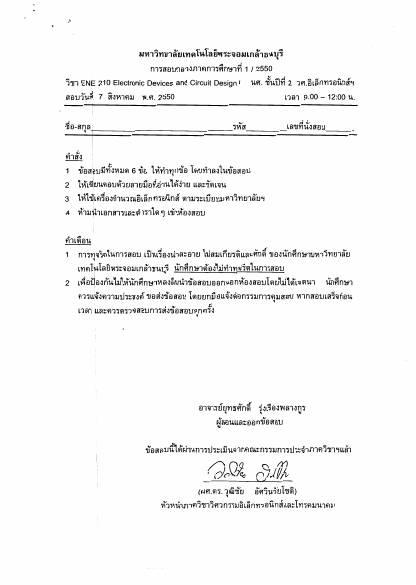 มหาวิทยาลัยเทคโนโลยีพระจอมเกล้าธนบุรี
การสอบกลางภาคการศึกษาที่ 1 / 2550
วิชา ENE 210 Electronic Devices and Circuit Design I นศ. ชั้นปีที่ 2 วศ.อิเล็กทรอนิกส์ฯ
สอบวันที่ 7 สิงหาคม พ.ศ. 2550 เวลา 9.00 – 12:00 น.
ชื่อ-สกุล รหัส เลขที่นั่งสอบ
คำสั่ง
1 ข้อสอบมีทั้งหมด 6 ข้อ ให้ทำทุกข้อ โดยทำลงในข้อสอบ
2 ให้เขียนตอบด้วยลายมือที่อ่านได้ง่าย และชัดเจน
3 ให้ใช้เครื่องคำนวณอิเล็กทรอนิกส์ ตามระเบียบมหาวิทยาลัยฯ
4 ห้ามนำเอกสารและตำราใด ๆ เข้าห้องสอบ
คำเตือน
1 การทุจริตในการสอบ เป็นเรื่องน่าละอาย ไม่สมเกียรติและศักดิ์ ของนักศึกษามหาวิทยาลัย
เทคโนโลยีพระจอมเกล้าธนบุรี นักศึกษาต้องไม่ทำทุจริตในการสอบ
2 เพื่อป้องกันไม่ให้นักศึกษาหลงลืมนำข้อสอบออกนอกห้องสอบโดยไม่ได้เจตนา นักศึกษา
ควรแจ้งความประสงค์ ขอส่งข้อสอบ โดยยกมือแจ้งต่อกรรมการคุมสอบ หากสอบเสร็จก่อน
เวลา และควรตรวจสอบการส่งข้อสอบทุกครั้ง
อาจารย์ยุทธศักดิ์ รุ่งเรืองพลางกูร
ผู้สอนและออกข้อสอบ
ข้อสอบนี้ได้ผ่านการประเมินจากคณะกรรมการประจำภาควิชาฯแล้ว
(ผศ.ดร. วุฒิชัย อัศวินชัยโชติ)
หัวหน้าภาควิชาวิศวกรรมอิเล็กทรอนิกส์และโทรคมนาคม